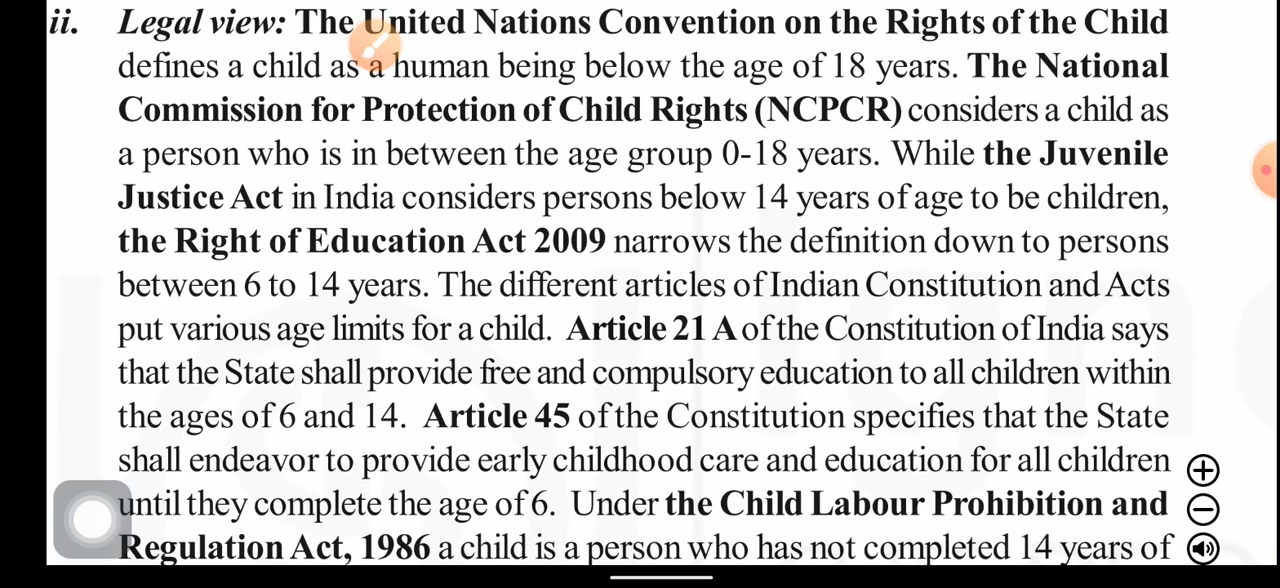 ii. Legal view: The United Nations Convention on the Rights of the Child
defines a child as a human being below the age of 18 years. The National
Commission for Protection of Child Rights (NCPCR) considers a child as
a person who is in between the age group 0-18 years. While the Juvenile
Justice Act in India considers persons below 14 years of age to be children,
the Right of Education Act 2009 narrows the definition down to persons
between 6 to 14 years. The different articles of Indian Constitution and Acts
put various age limits for a child. Article 21 A of the Constitution of India says
that the State shall provide free and compulsory education to all children within
the ages of 6 and 14. Article 45 of the Constitution specifies that the State
shall endeavor to provide early childhood care and education for all children
until they complete the age of 6. Under the Child Labour Prohibition and
Regulation Act, 1986 a child is a person who has not completed 14 years of